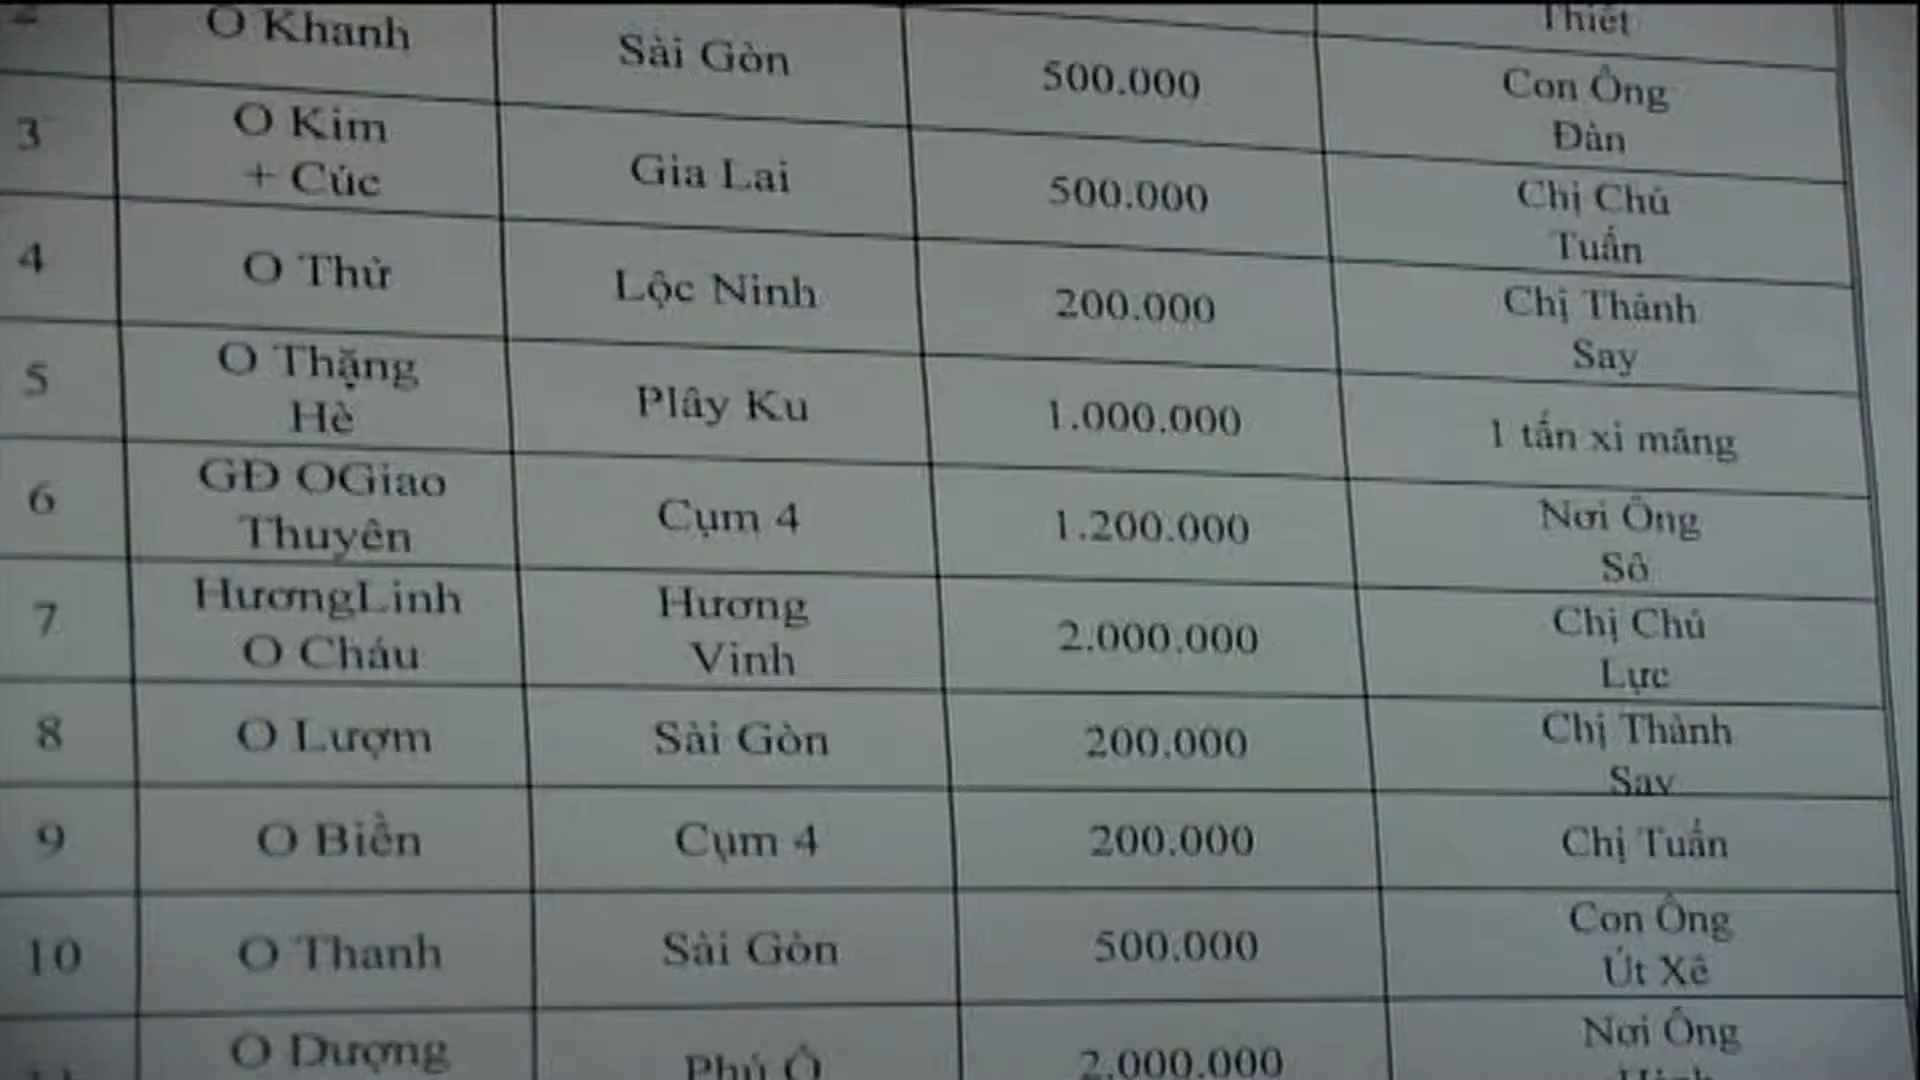 Thiết
O Khanh
Sài Gòn
500.000
Con Ông
Đàn
3
O Kim
+ Cúc
Gia Lai
500.000
Chị Chú
Tuấn
4
O Thử
Lộc Ninh
200.000
Chị Thành
Say
5
O Thặng
Hè
Plây Ku
1.000.000
1 tấn xi măng
6
GĐ OGiao
Thuyên
Cụm 4
1.200.000
Nơi Ông
Sô
7
HươngLinh
O Cháu
Hương
Vinh
2.000.000
Chị Chú
Lực
8
O Lượm
Sài Gòn
200.000
Chị Thành
Say
9
O Biền
Cụm 4
200.000
Chị Tuấn
10
O Thanh
Sài Gòn
500.000
Con Ông
Út Xê
O Dượng
Phú Ô
2.000.000
Nơi Ông